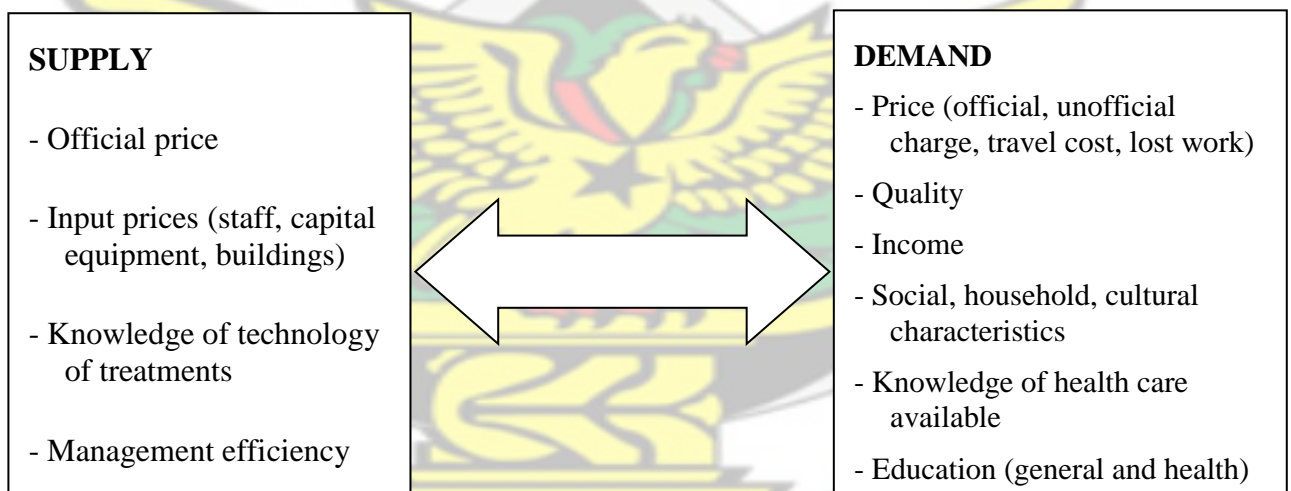 SUPPLY
- Official price
- Input prices (staff, capital
equipment, buildings)
- Knowledge of technology
of treatments
- Management efficiency
DEMAND
- Price (official, unofficial
charge, travel cost, lost work)
- Quality
- Income
- Social, household, cultural
characteristics
- Knowledge of health care
available
- Education (general and health)